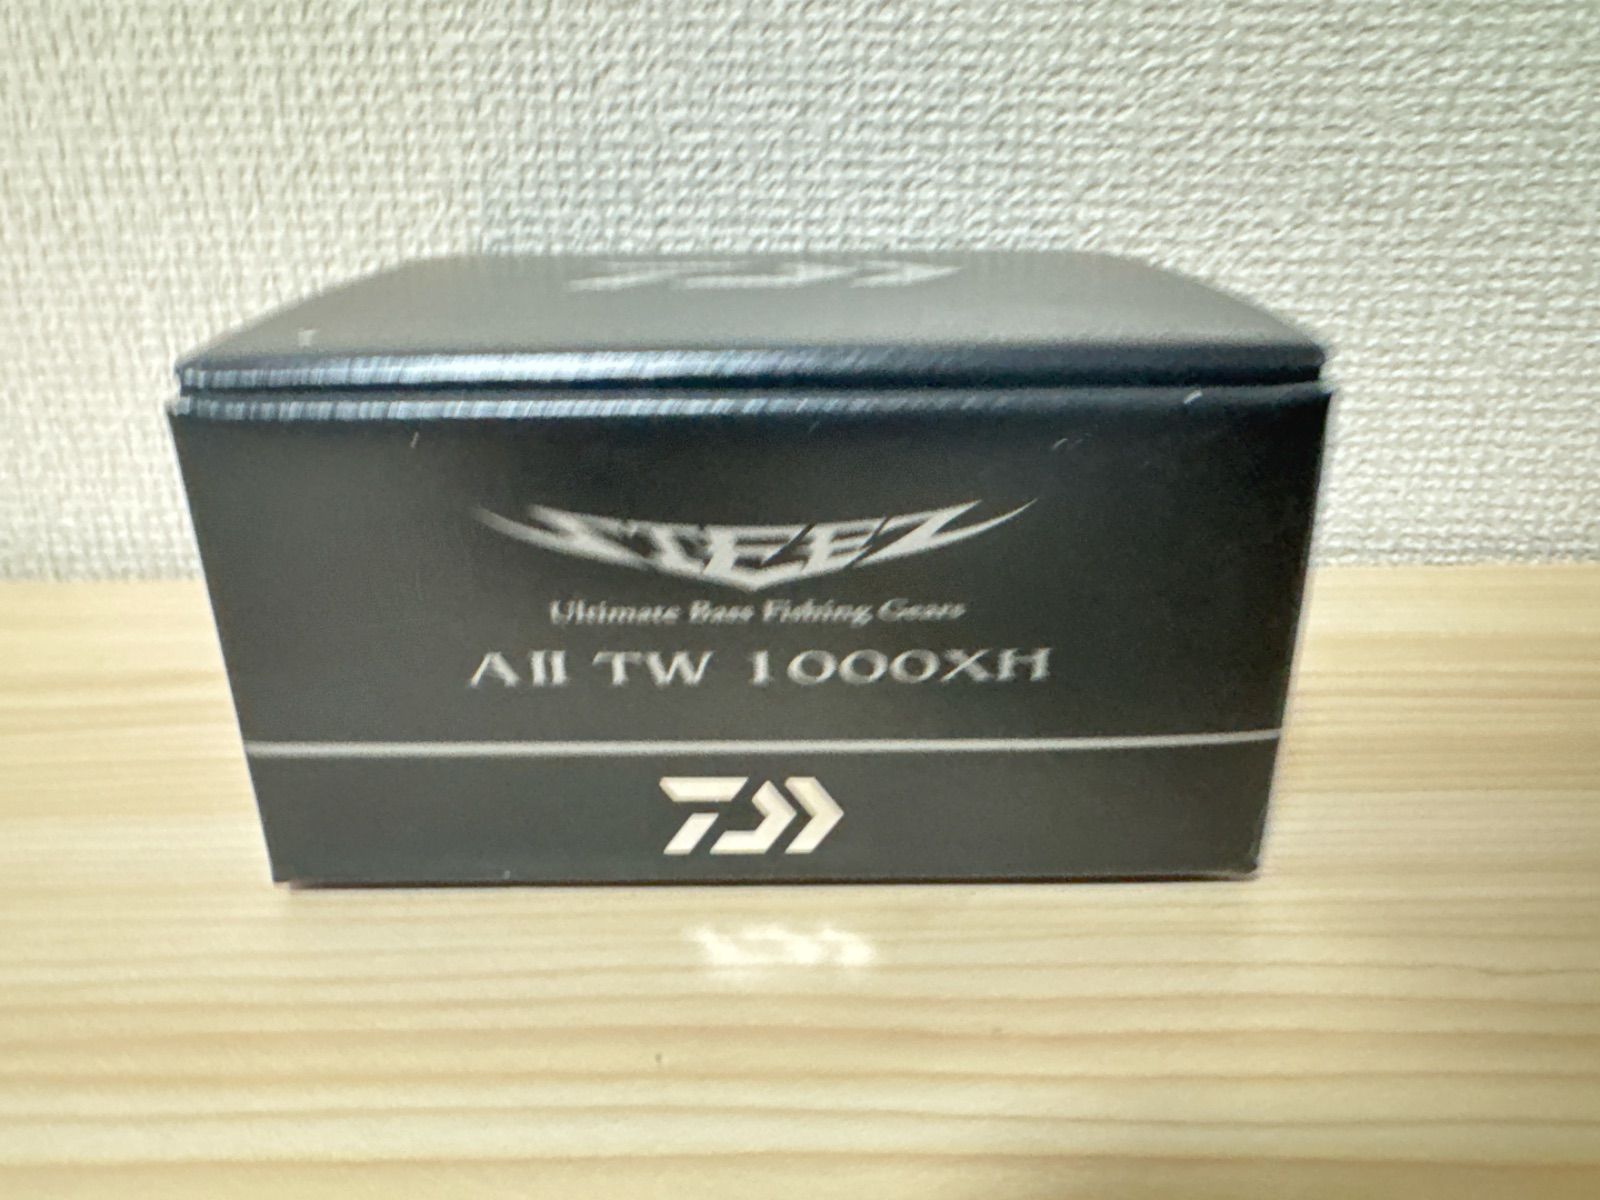 STEEZ
Ultimate Bass Fishing Gears
AII TW 1000XH